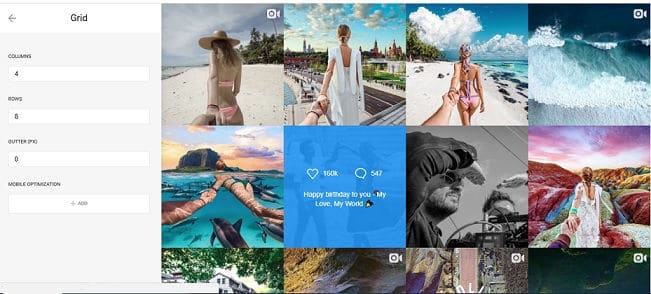 Grid
COLUMNS
4
ROWS
8
GUTTER (PX)
0
MOBILE OPTIMIZATION
+ ADD
160k 547
Happy birthday to you My
Love, My World